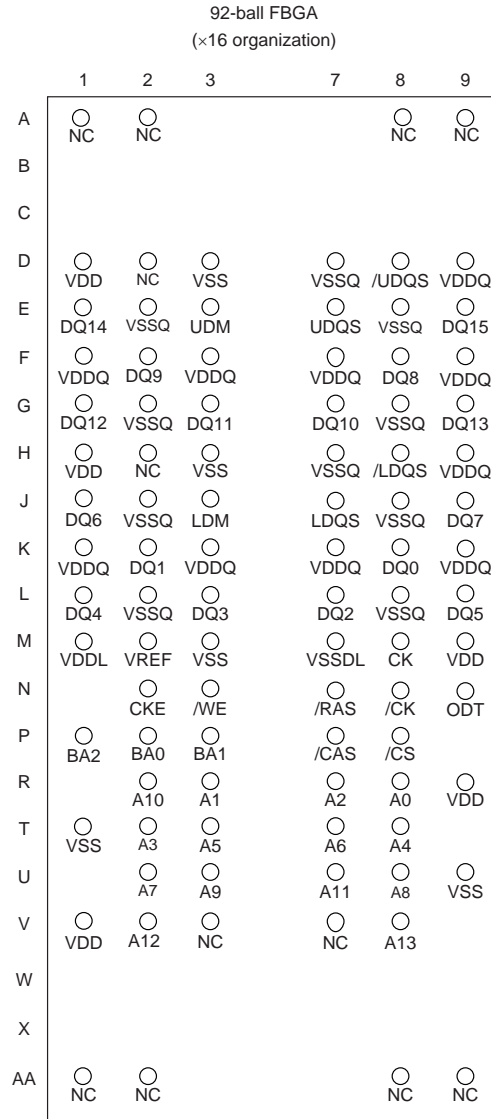 92-ball FBGA
(×16 organization)
1 2 3 7 8 9
A
NC NC NC NC
B
C
D
VDD NC VSS VSSQ /UDQS VDDQ
E
DQ14 VSSQ UDM UDQS VSSQ DQ15
F
VDDQ DQ9 VDDQ VDDQ DQ8 VDDQ
G
DQ12 VSSQ DQ11 DQ10 VSSQ DQ13
H
VDD NC VSS VSSQ /LDQS VDDQ
J
DQ6 VSSQ LDM LDQS VSSQ DQ7
K
VDDQ DQ1 VDDQ VDDQ DQ0 VDDQ
L
DQ4 VSSQ DQ3 DQ2 VSSQ DQ5
M
VDDL VREF VSS VSSDL CK VDD
N
CKE /WE /RAS /CK ODT
P
BA2 BA0 BA1 /CAS /CS
R
A10 A1 A2 A0 VDD
T
VSS A3 A5 A6 A4
U
A7 A9 A11 A8 VSS
V
VDD A12 NC NC A13
W
X
AA
NC NC NC NC